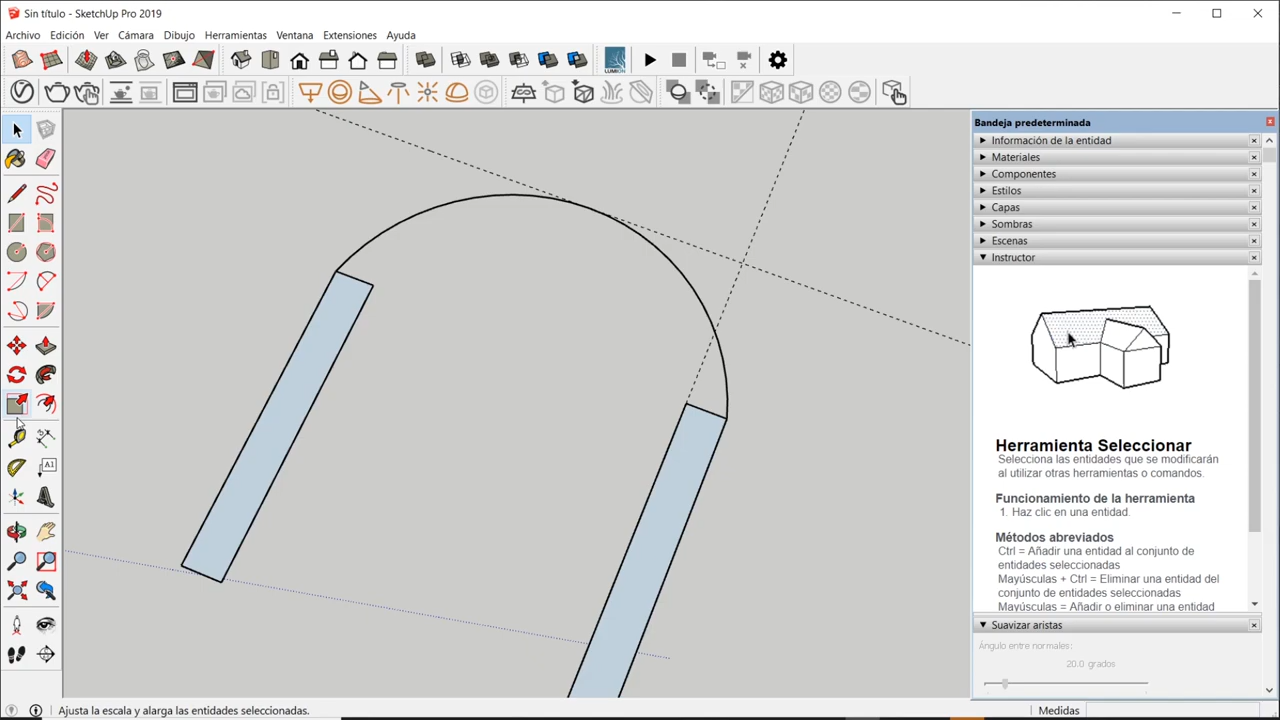 Sin título - SketchUp Pro 2019
Archivo Edición Ver Cámara Dibujo Herramientas Ventana Extensiones Ayuda
LUMION
Bandeja predeterminada
Información de la entidad
Materiales
Componentes
Estilos
Capas
Sombras
Escenas
Instructor
Herramienta Seleccionar
Selecciona las entidades que se modificarán
al utilizar otras herramientas o comandos.
Funcionamiento de la herramienta
1. Haz clic en una entidad.
Métodos abreviados
Ctrl = Añadir una entidad al conjunto de
entidades seleccionadas
Mayúsculas + Ctrl = Eliminar una entidad del
conjunto de entidades seleccionadas
Mayúsculas = Añadir o eliminar una entidad
Suavizar aristas
Ángulo entre normales:
20.0 grados
A1
Ajusta la escala y alarga las entidades seleccionadas.
Medidas